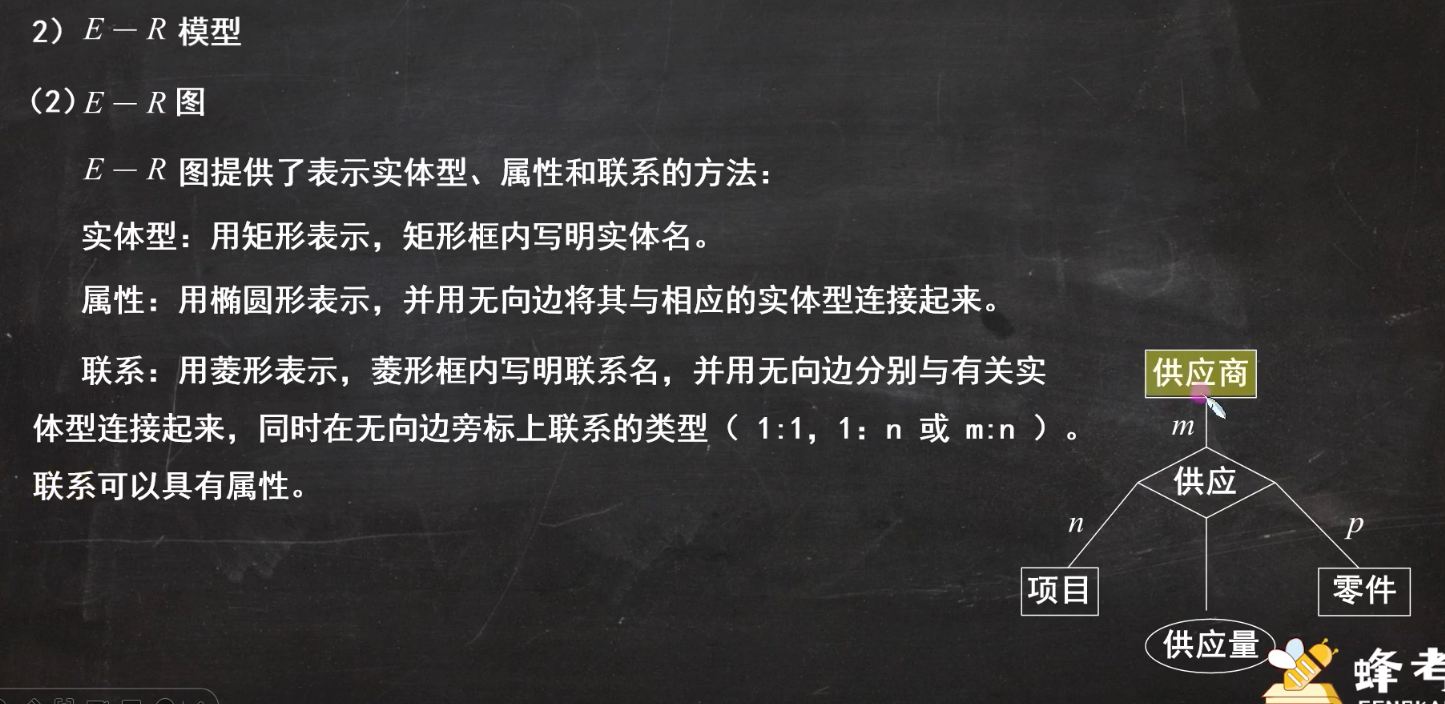 2）E－R 模型
（2）E－R 图
E－R 图提供了表示实体型、属性和联系的方法：
实体型：用矩形表示，矩形框内写明实体名。
属性：用椭圆形表示，并用无向边将其与相应的实体型连接起来。
联系：用菱形表示，菱形框内写明联系名，并用无向边分别与有关实
体型连接起来，同时在无向边旁标上联系的类型（ 1:1，1：n 或 m:n ）。
联系可以具有属性。
供应商
m
供应
n
p
项目
零件
供应量
蜂考